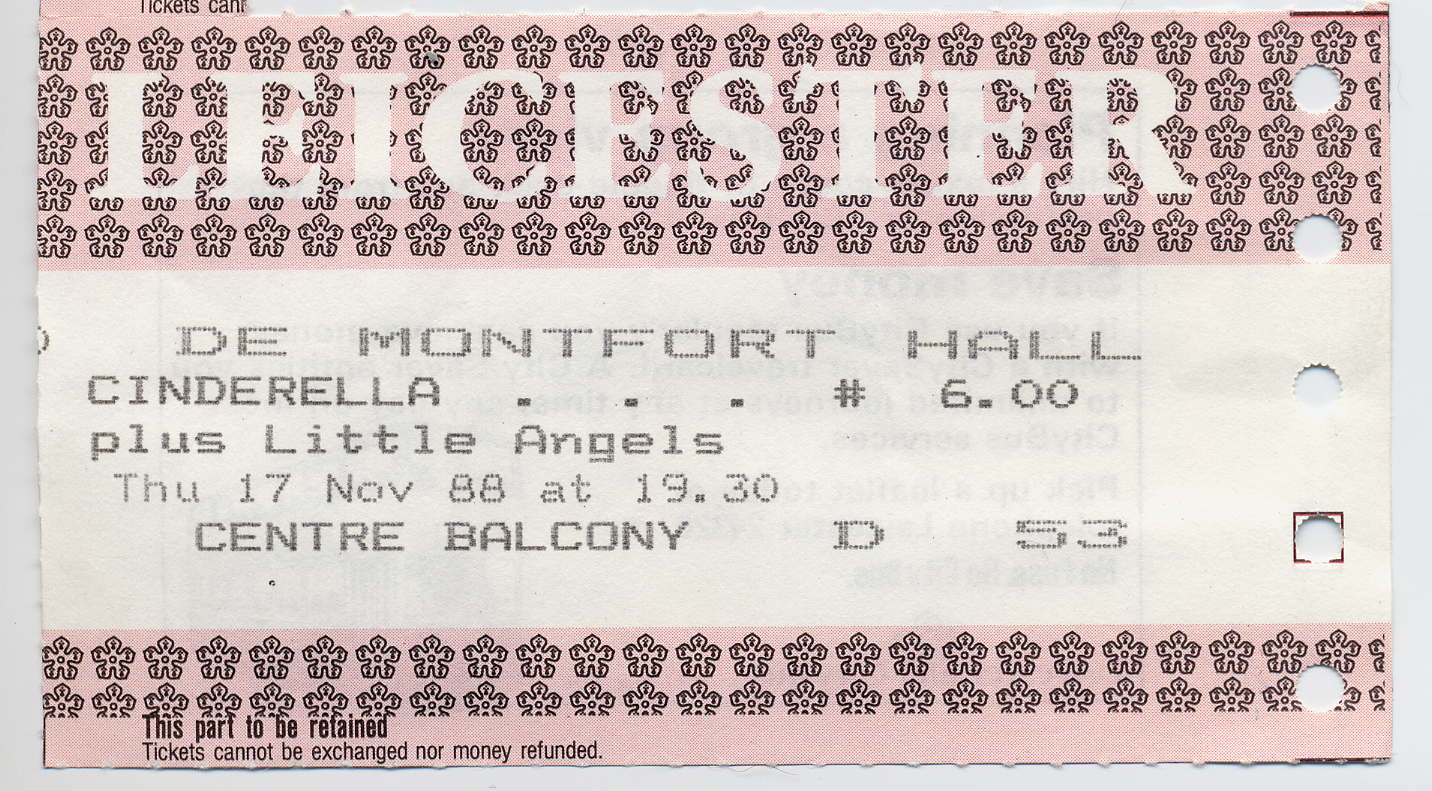 Tickets can
LEICESTER
DE MONTFORT HALL
CINDERELLA . . . # 6.00
plus Little Angels
Thu 17 Nov 88 at 19.30
CENTRE BALCONY D 53
This part to be retained
Tickets cannot be exchanged nor money refunded.